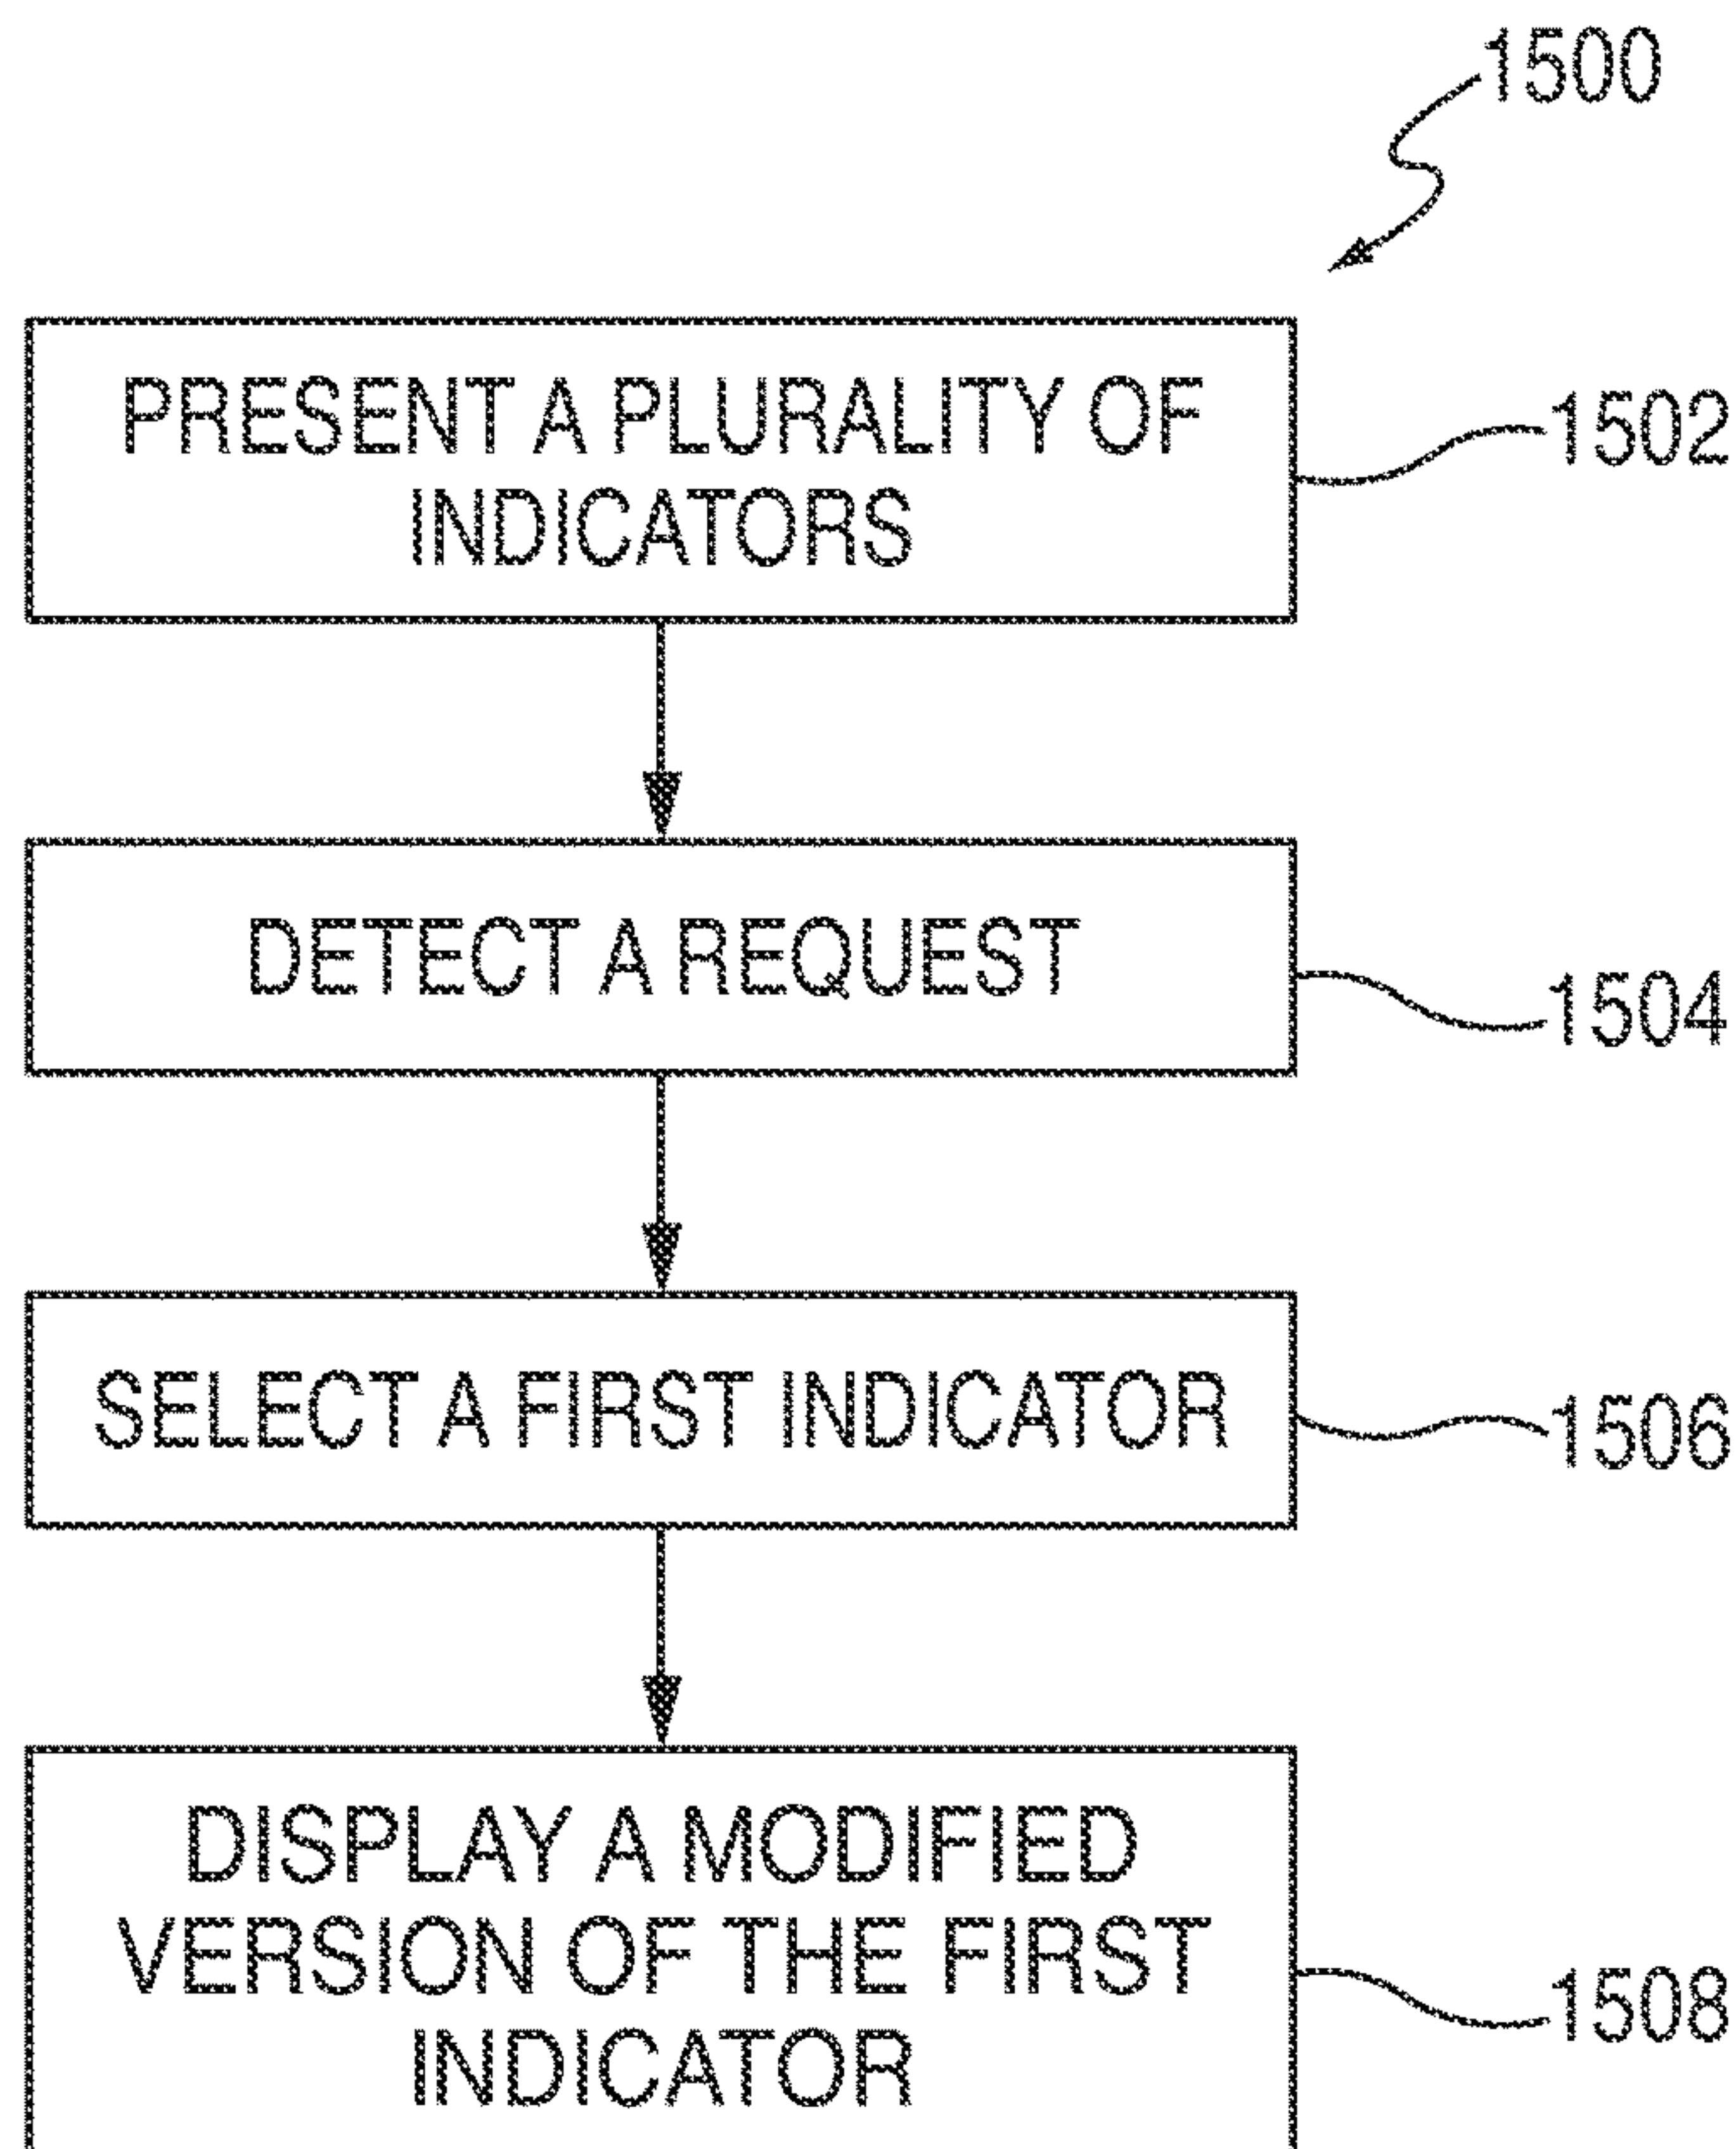 1500
PRESENT A PLURALITY OF
INDICATORS
1502
DETECT A REQUEST
1504
SELECT A FIRST INDICATOR
1506
DISPLAY A MODIFIED
VERSION OF THE FIRST
INDICATOR
1508